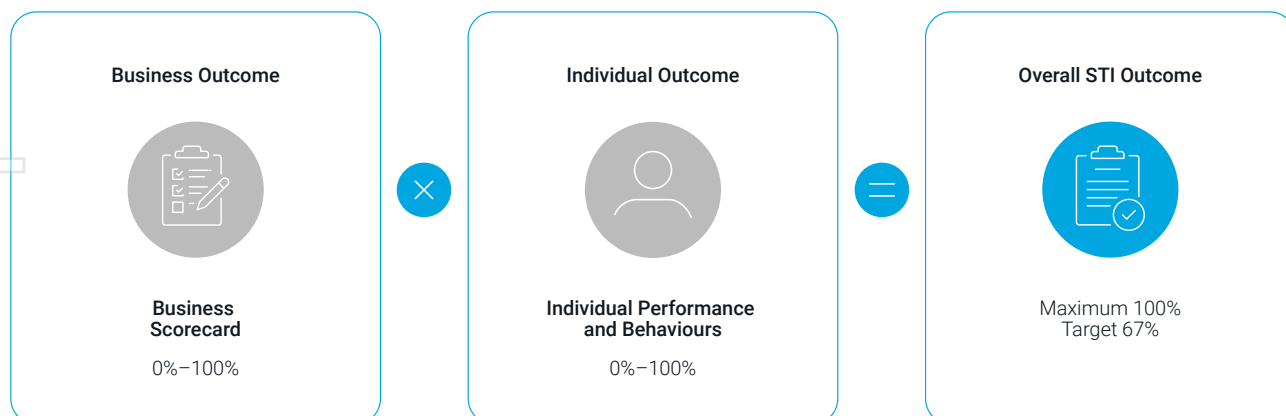 Business Outcome
Business
Scorecard
0%–100%
Individual Outcome
Individual Performance
and Behaviours
0%–100%
Overall STI Outcome
Maximum 100%
Target 67%